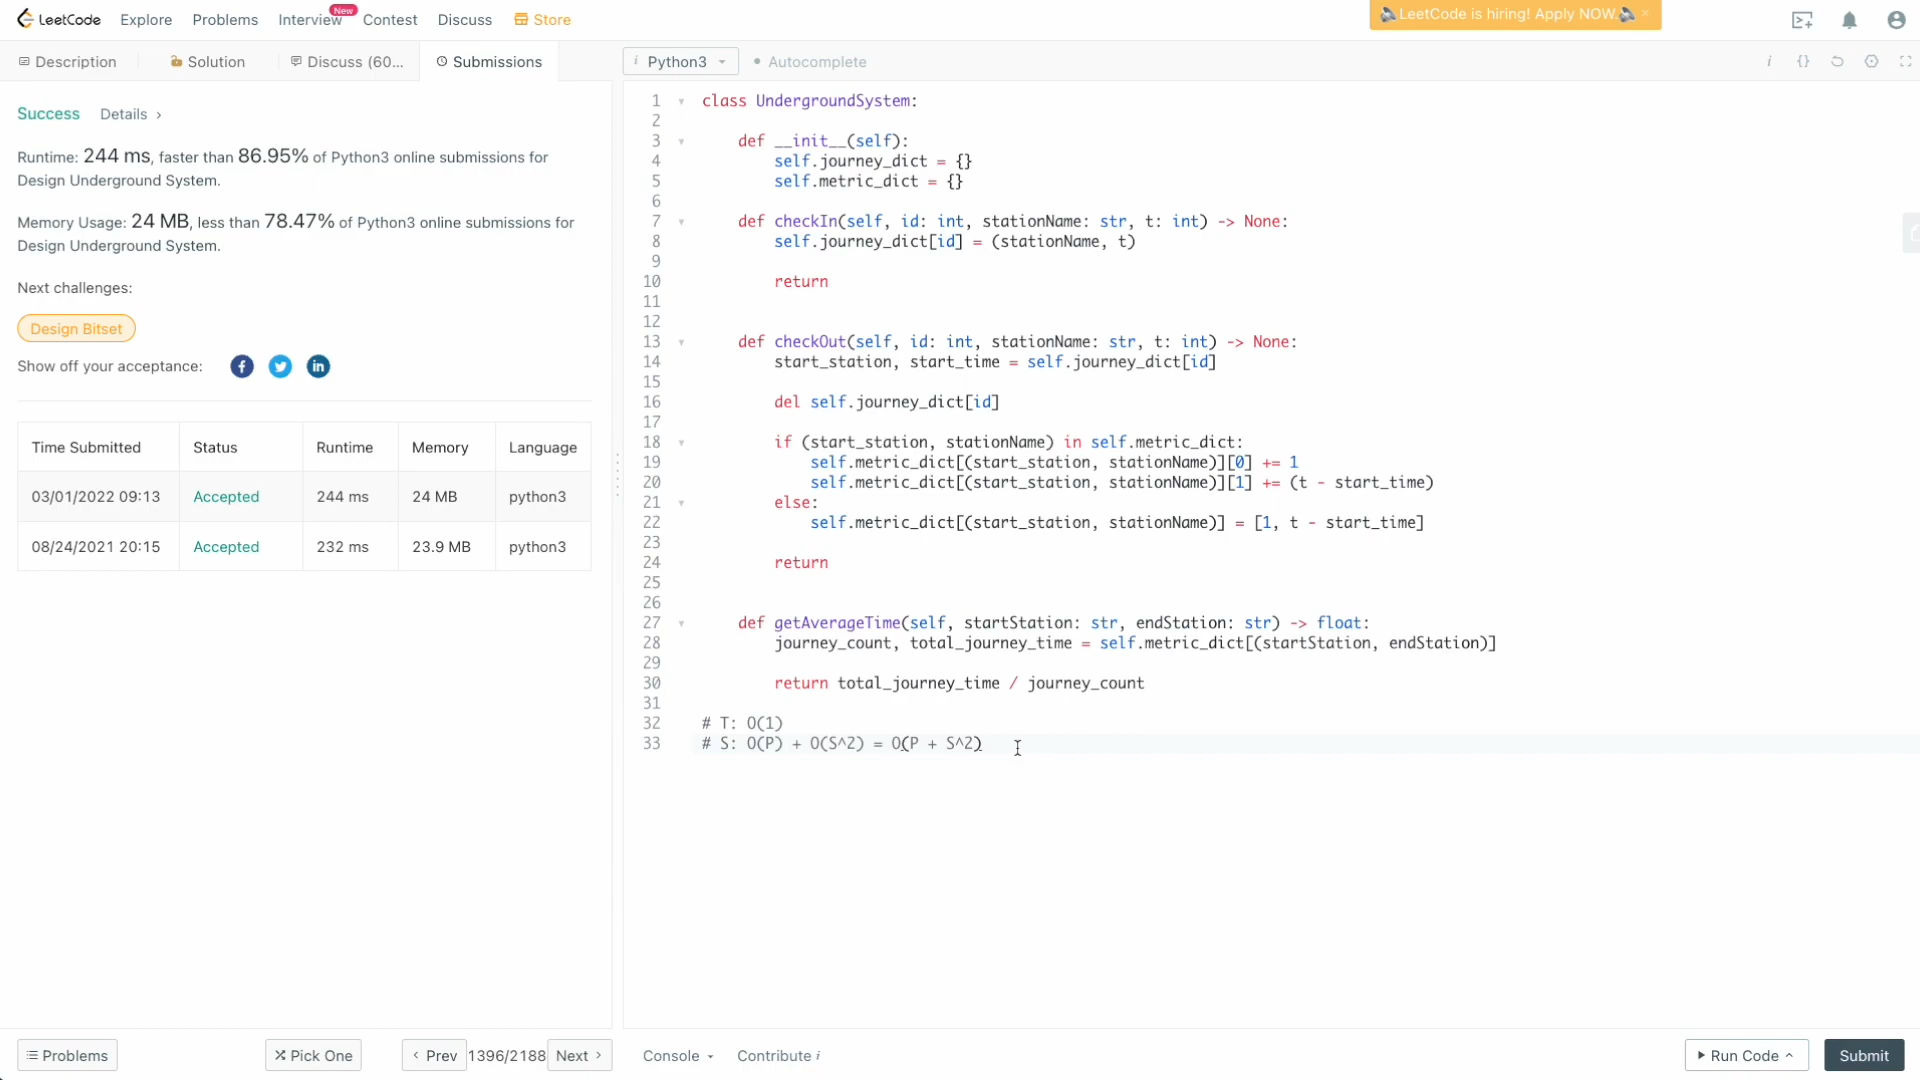 LeetCode Explore Problems Interview New Contest Discuss Store LeetCode is hiring! Apply NOW. ×
Description Solution Discuss (60... Submissions
i Python3 Autocomplete i {}
Success Details ›
Runtime: 244 ms, faster than 86.95% of Python3 online submissions for
Design Underground System.
Memory Usage: 24 MB, less than 78.47% of Python3 online submissions for
Design Underground System.
Next challenges:
Design Bitset
Show off your acceptance:
Time Submitted Status Runtime Memory Language
03/01/2022 09:13 Accepted 244 ms 24 MB python3
08/24/2021 20:15 Accepted 232 ms 23.9 MB python3
1 class UndergroundSystem:
2
3 def __init__(self):
4 self.journey_dict = {}
5 self.metric_dict = {}
6
7 def checkIn(self, id: int, stationName: str, t: int) -> None:
8 self.journey_dict[id] = (stationName, t)
9
10 return
11
12
13 def checkOut(self, id: int, stationName: str, t: int) -> None:
14 start_station, start_time = self.journey_dict[id]
15
16 del self.journey_dict[id]
17
18 if (start_station, stationName) in self.metric_dict:
19 self.metric_dict[(start_station, stationName)][0] += 1
20 self.metric_dict[(start_station, stationName)][1] += (t - start_time)
21 else:
22 self.metric_dict[(start_station, stationName)] = [1, t - start_time]
23
24 return
25
26
27 def getAverageTime(self, startStation: str, endStation: str) -> float:
28 journey_count, total_journey_time = self.metric_dict[(startStation, endStation)]
29
30 return total_journey_time / journey_count
31
32 # T: O(1)
33 # S: O(P) + O(S^2) = O(P + S^2)
Problems Pick One ‹ Prev 1396/2188 Next › Console Contribute i Run Code Submit